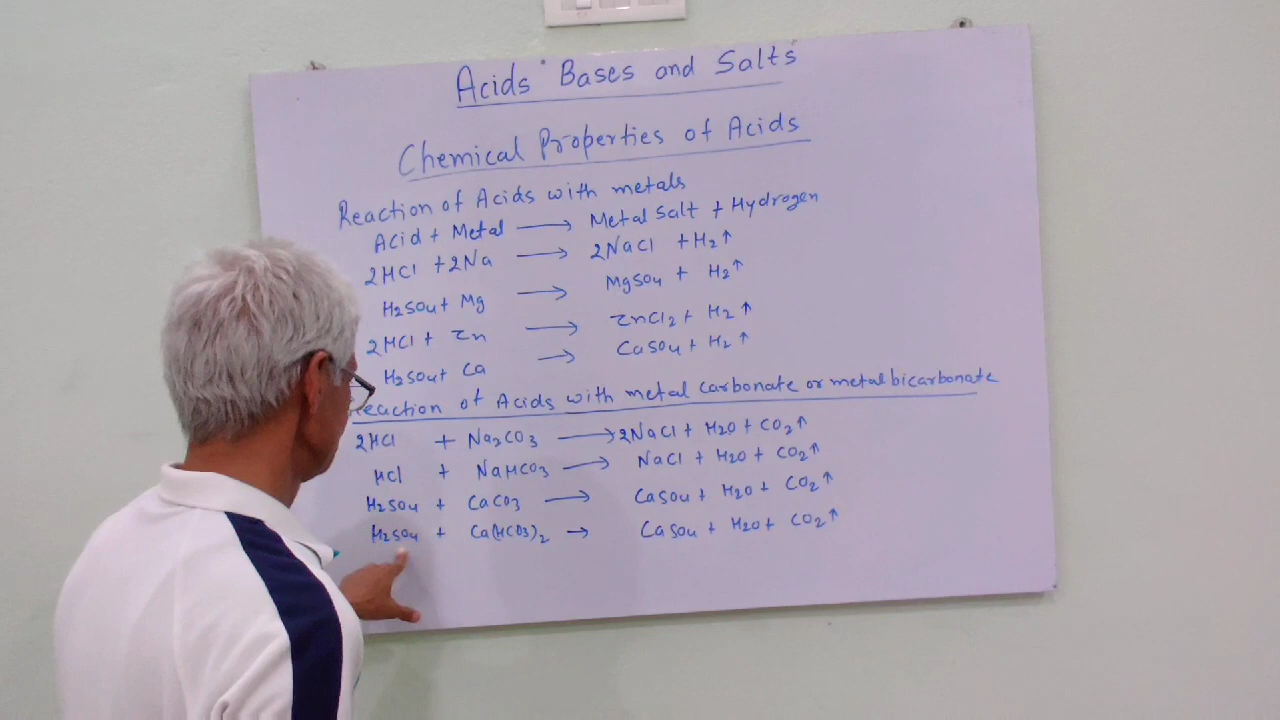 Acids Bases and Salts
Chemical Properties of Acids
Reaction of Acids with metals
Acid + Metal → Metal Salt + Hydrogen
2HCl + 2Na → 2NaCl + H2↑
H2SO4 + Mg → MgSO4 + H2↑
2HCl + Zn → ZnCl2 + H2↑
H2SO4 + Ca → CaSO4 + H2↑
Reaction of Acids with metal carbonate or metal bicarbonate
2HCl + Na2CO3 → 2NaCl + H2O + CO2↑
HCl + NaHCO3 → NaCl + H2O + CO2↑
H2SO4 + CaCO3 → CaSO4 + H2O + CO2↑
H2SO4 + Ca(HCO3)2 → CaSO4 + H2O + CO2↑